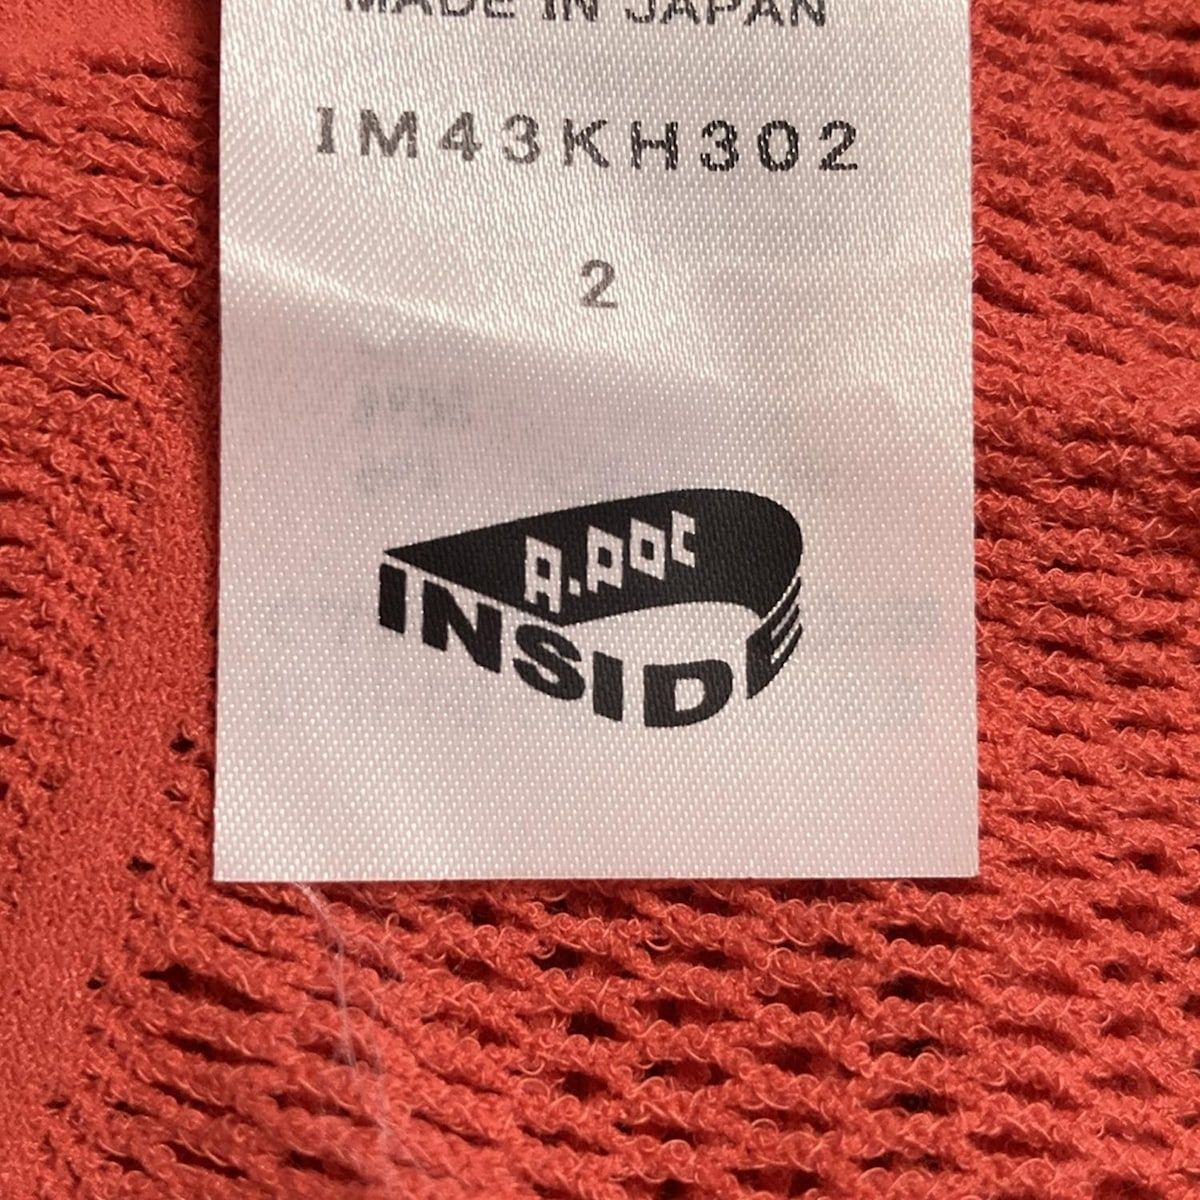 MADE IN JAPAN
IM43KH302
2
A.POC
INSIDE